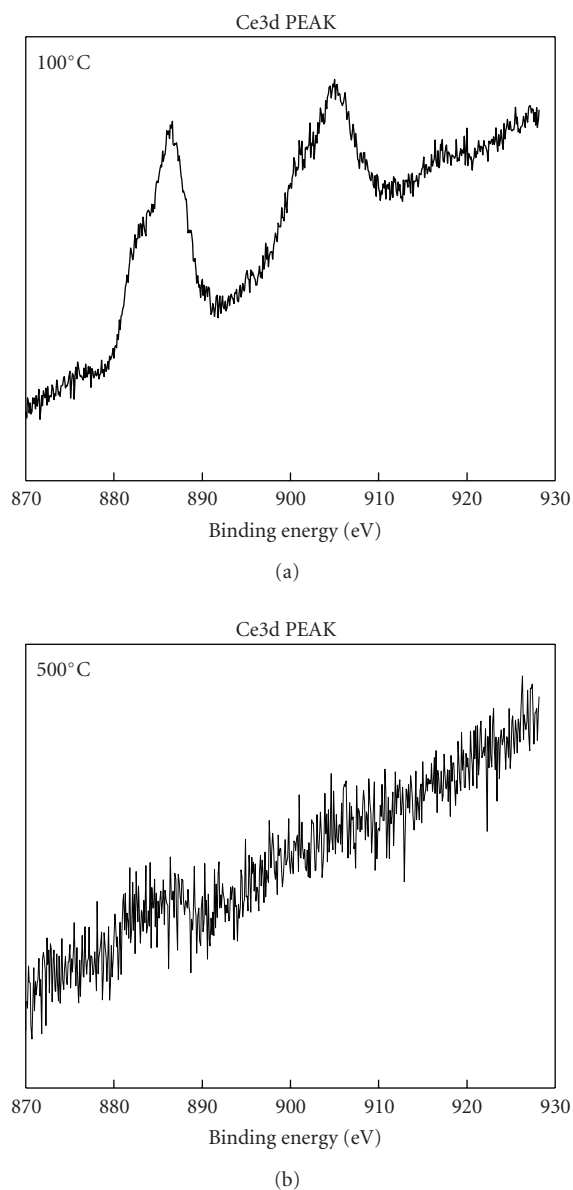 Ce3d PEAK
100°C
870 880 890 900 910 920 930
Binding energy (eV)
(a)
Ce3d PEAK
500°C
870 880 890 900 910 920 930
Binding energy (eV)
(b)